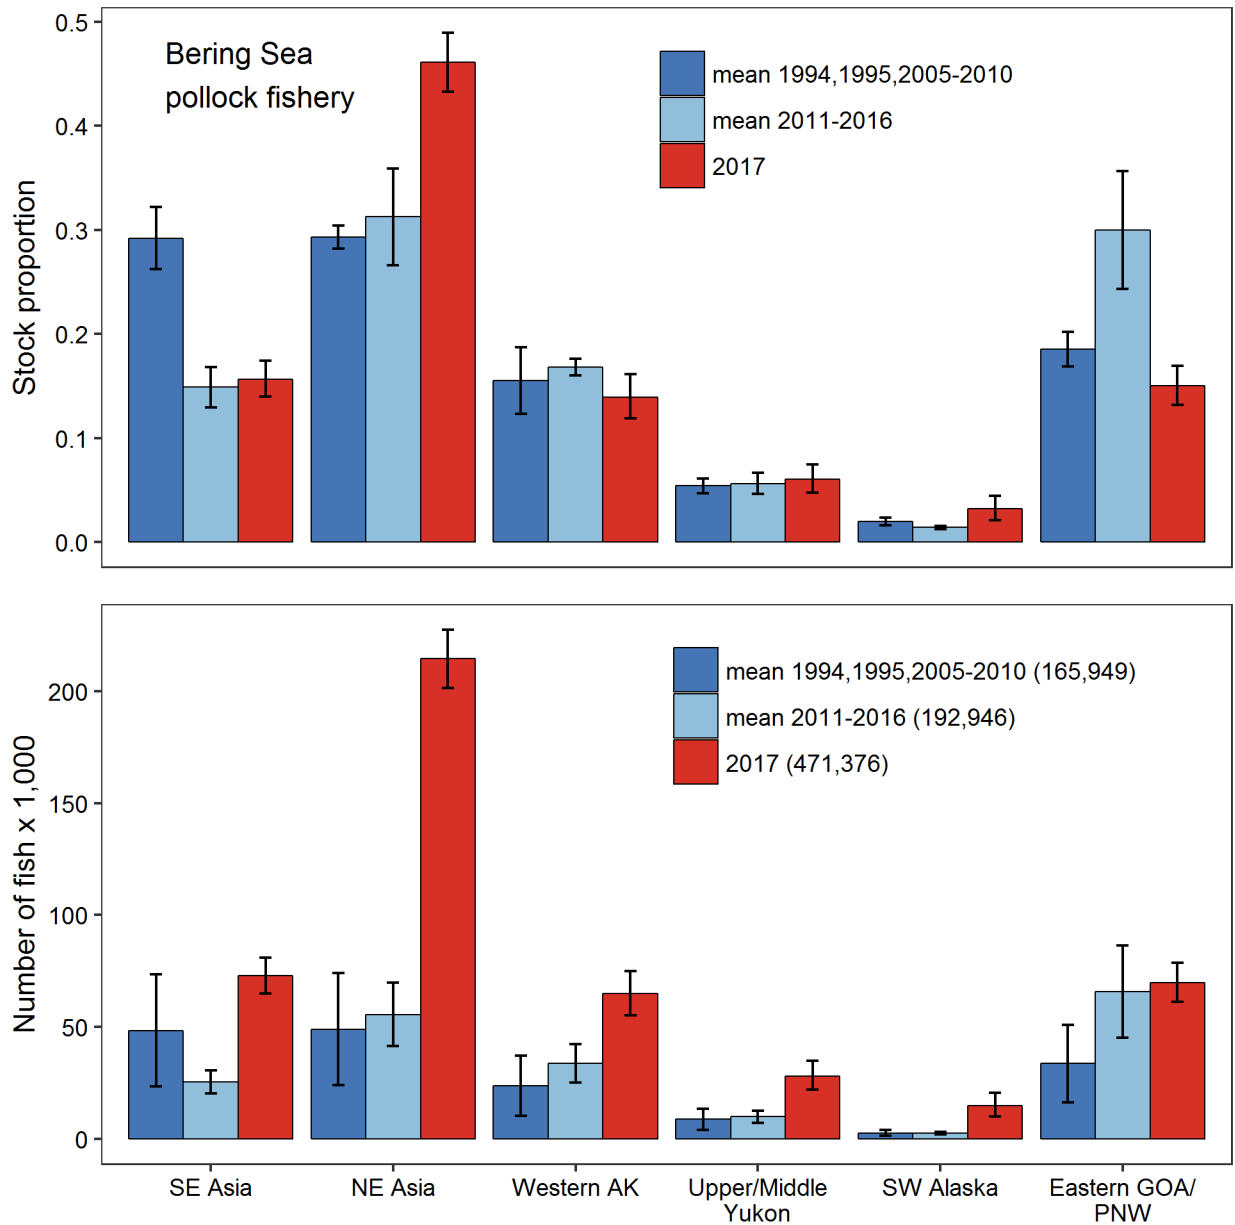 Bering Sea
pollock fishery
mean 1994,1995,2005-2010
mean 2011-2016
2017
Stock proportion
0.5
0.4
0.3
0.2
0.1
0.0
mean 1994,1995,2005-2010 (165,949)
mean 2011-2016 (192,946)
2017 (471,376)
Number of fish x 1,000
200
150
100
50
0
SE Asia
NE Asia
Western AK
Upper/Middle
Yukon
SW Alaska
Eastern GOA/
PNW